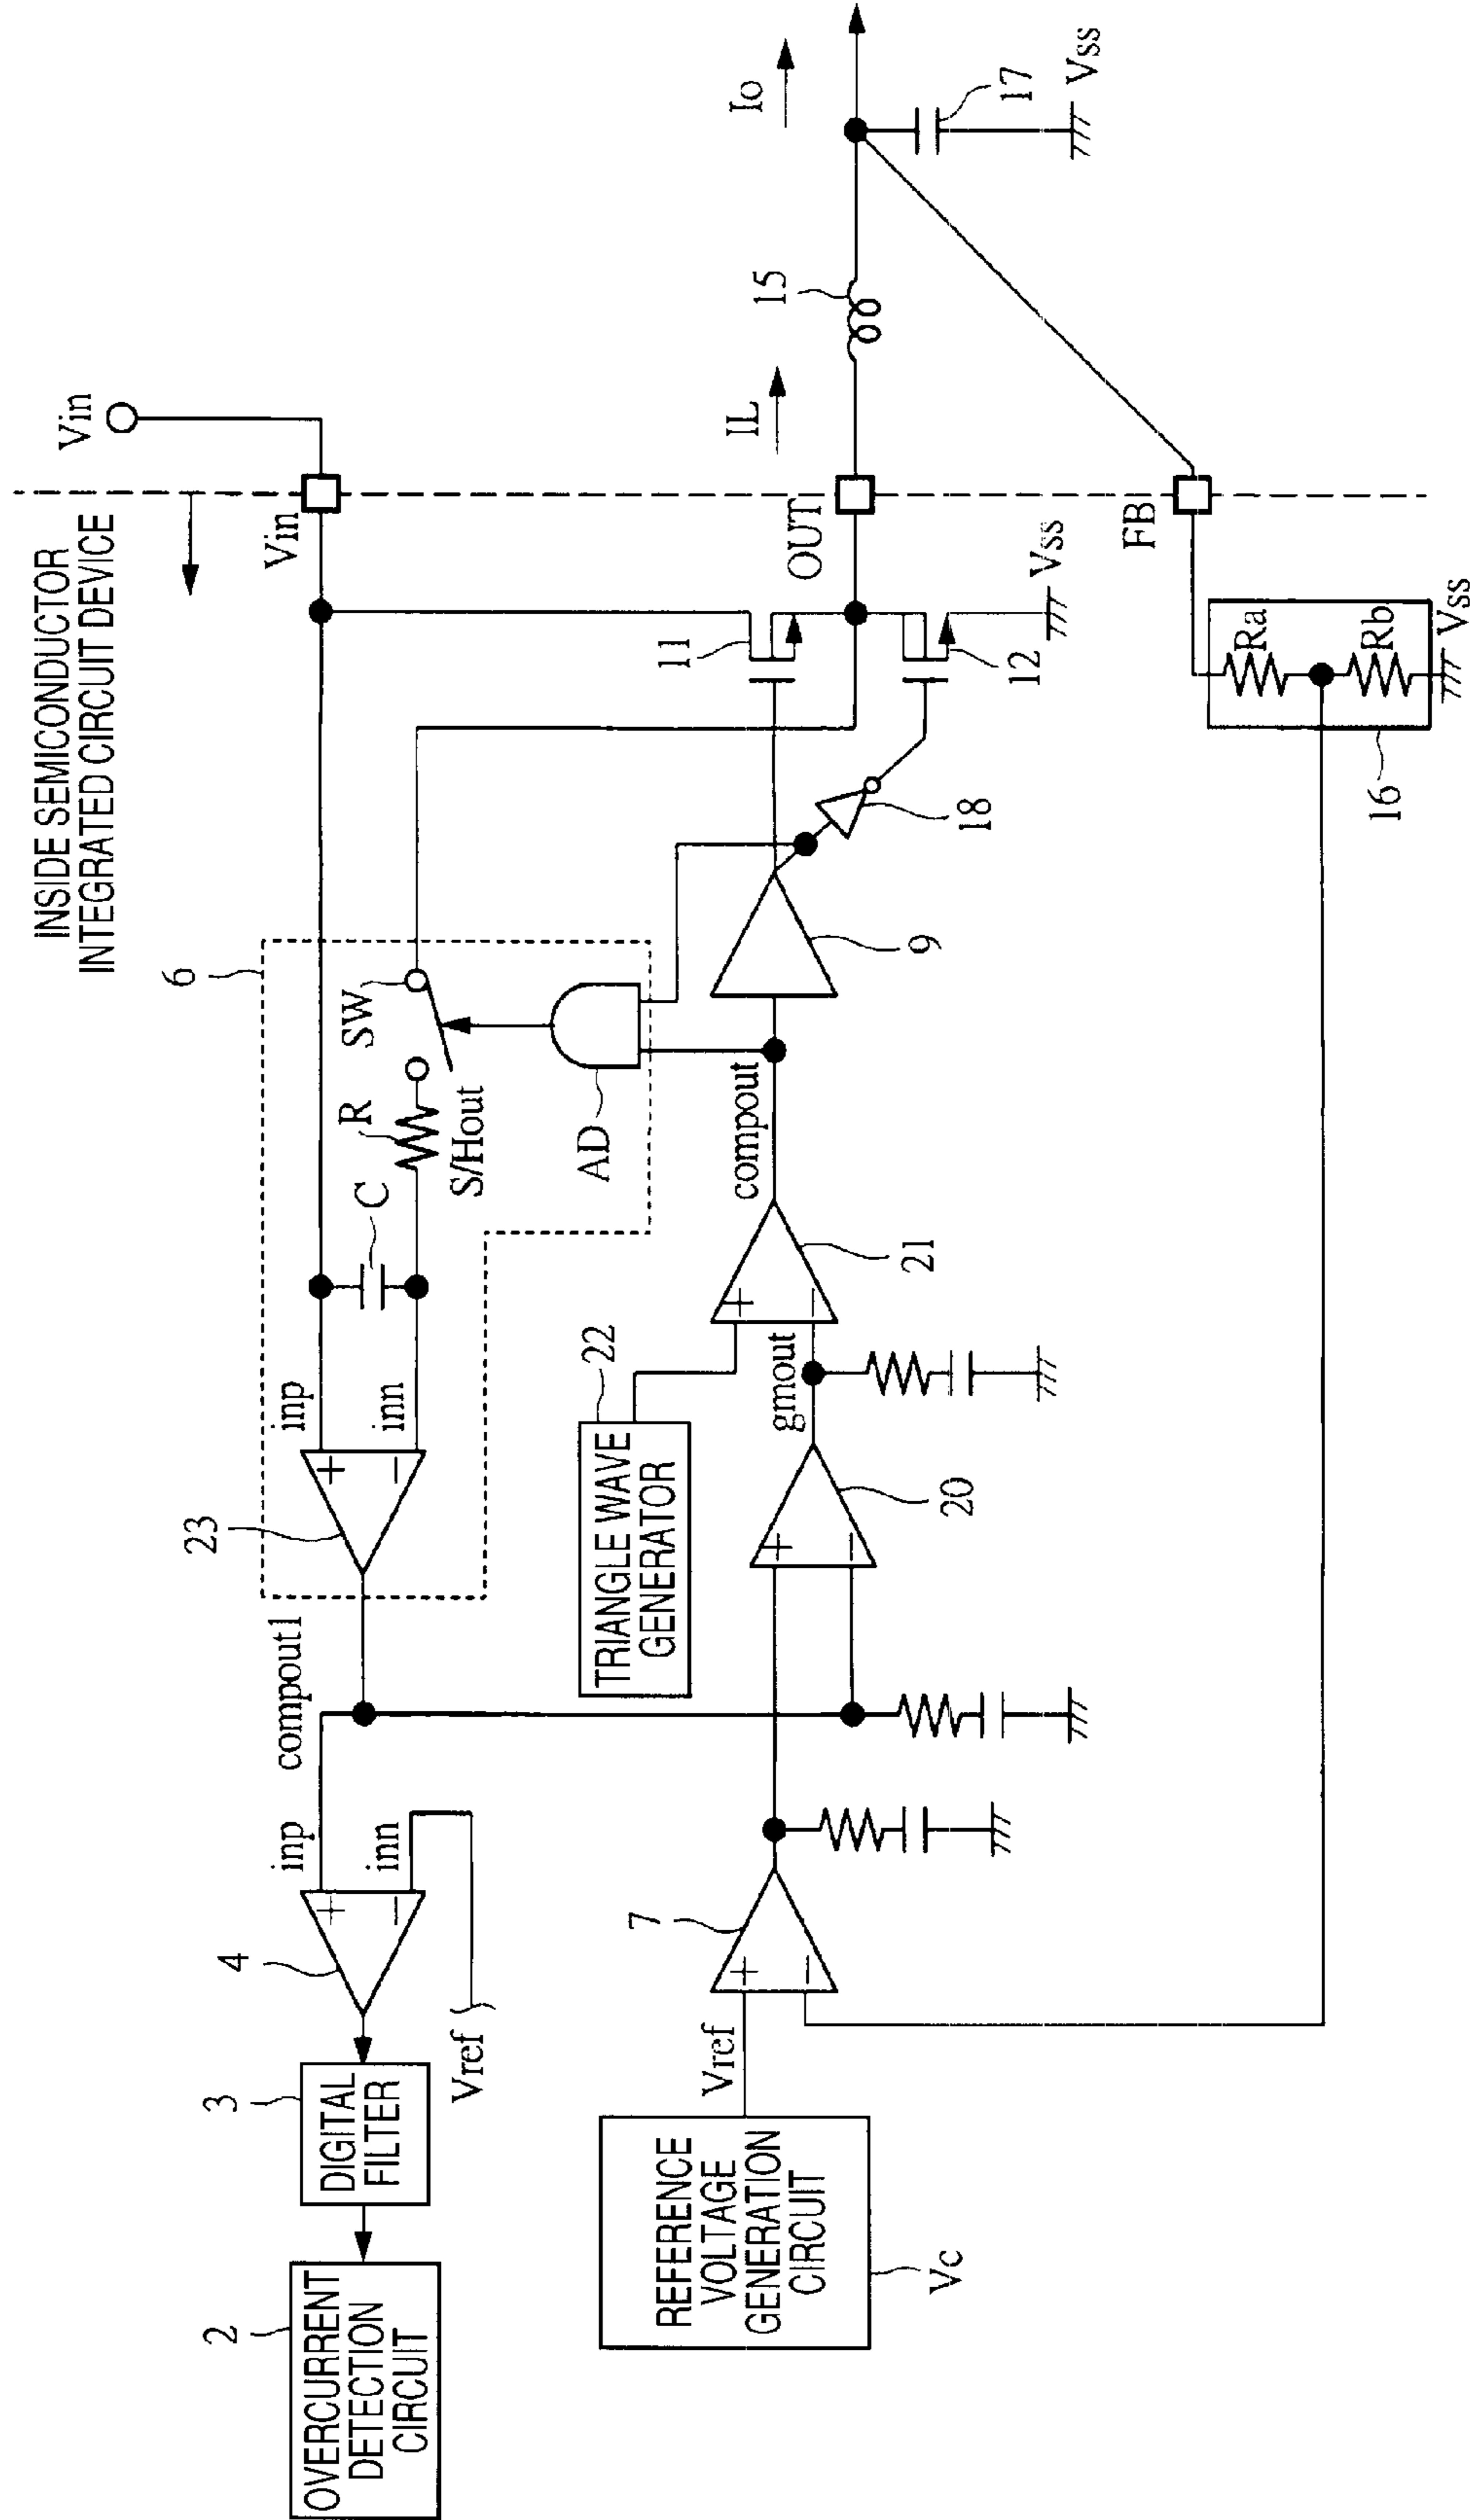 INSIDE SEMICONDUCTOR
INTEGRATED CIRCUIT DEVICE
Vin
Vin
6
SW
R
S/Hout
C
AD
inp
inn
23
compout1
inp
inn
4
Vref
3
DIGITAL
FILTER
2
OVERCURRENT
DETECTION
CIRCUIT
REFERENCE
VOLTAGE
GENERATION
CIRCUIT
Vc
Vref
7
+
−
+
−
+
−
20
gmout
TRIANGLE WAVE
GENERATOR
22
+
−
21
compout
+
−
9
18
11
12
Vss
OUT
IL
15
Io
17
Vss
FB
Ra
Rb
16
Vss